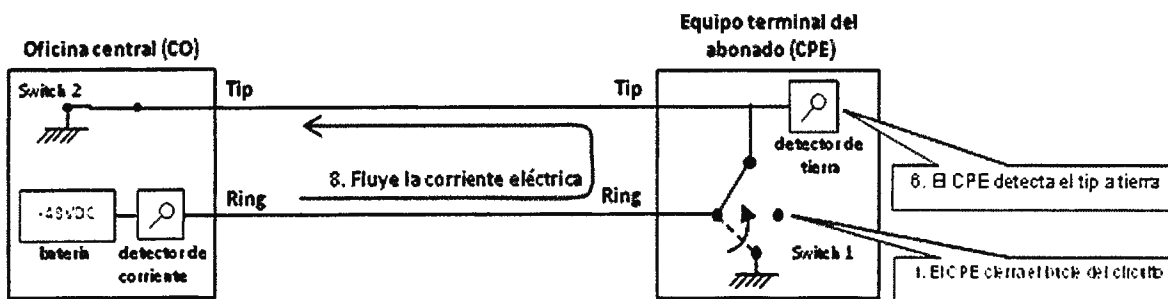 Equipo terminal del
abonado (CPE)
Oficina central (CO)
Switch 2
Tip
Tip
detector de
tierra
6. El CPE detecta el tip a tierra
8. Fluye la corriente eléctrica
Ring
Ring
-48VDC
batería
detector de
corriente
Switch 1
El CPE cierra el bucle del circuito